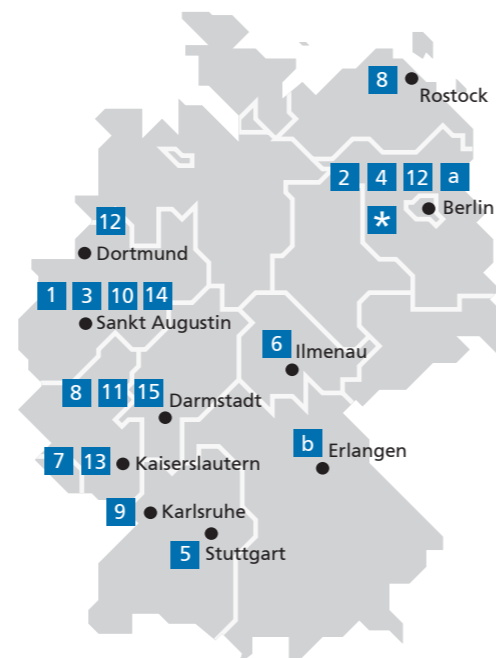 8
Rostock
2 4 12 a
Berlin
*
12
Dortmund
1 3 10 14
Sankt Augustin
6
Ilmenau
8 11 15
Darmstadt
b
Erlangen
7 13
Kaiserslautern
9
Karlsruhe
5
Stuttgart